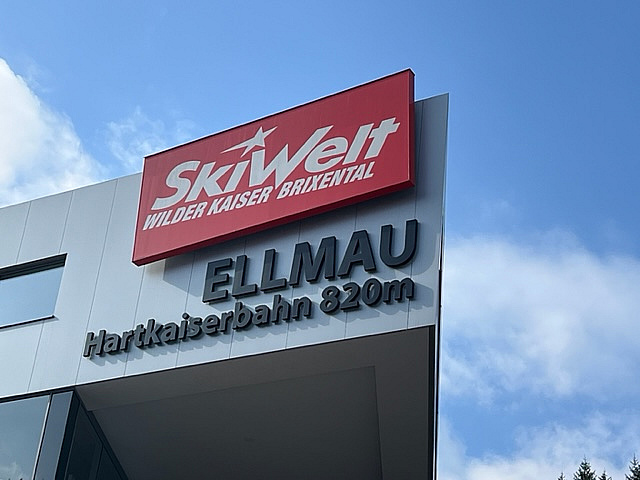 SkiWelt
WILDER KAISER BRIXENTAL
ELLMAU
Hartkaiserbahn 820m